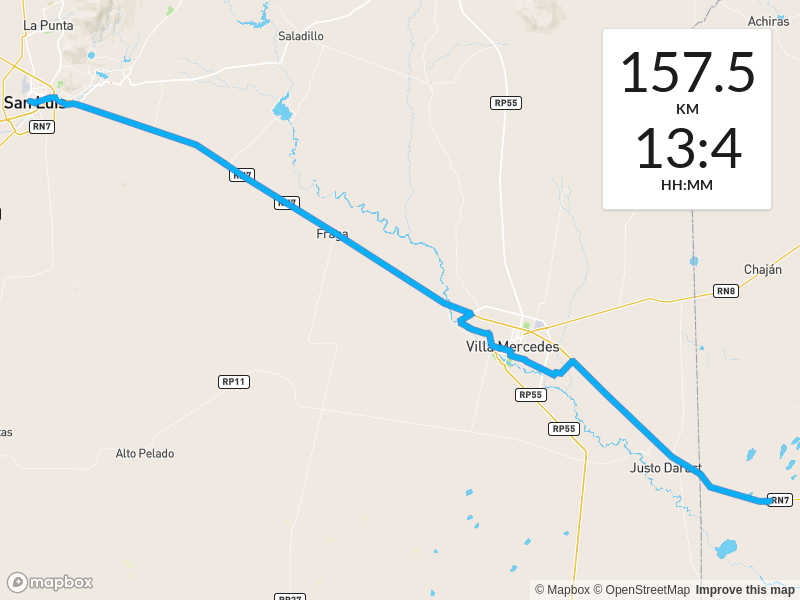 La Punta
Saladillo
Achiras
157.5
KM
13:4
HH:MM
San Luis
RP55
RN7
RN7
RN7
Fraga
Chaján
RN8
Villa Mercedes
RP11
RP55
RP55
Alto Pelado
tas
Justo Daract
RN7
RP27
mapbox
© Mapbox © OpenStreetMap Improve this map